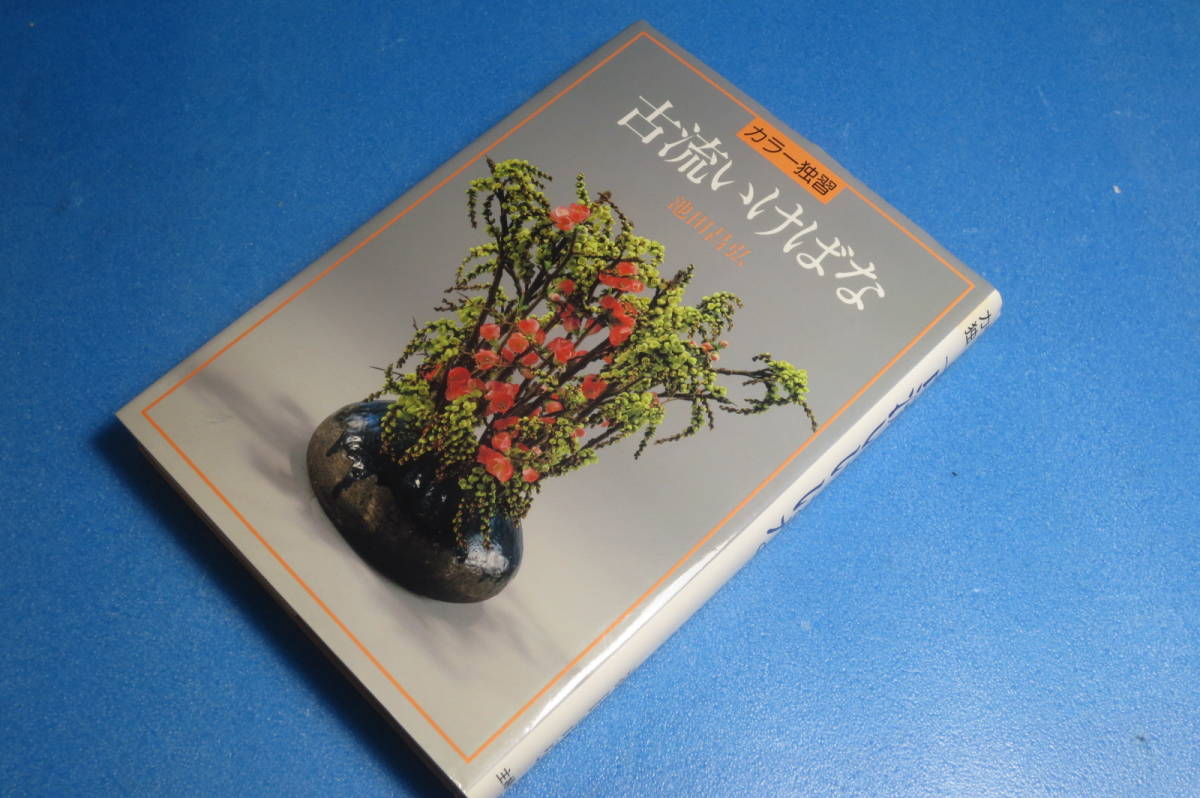 カラー独習
古流いけばな
池田昌弘